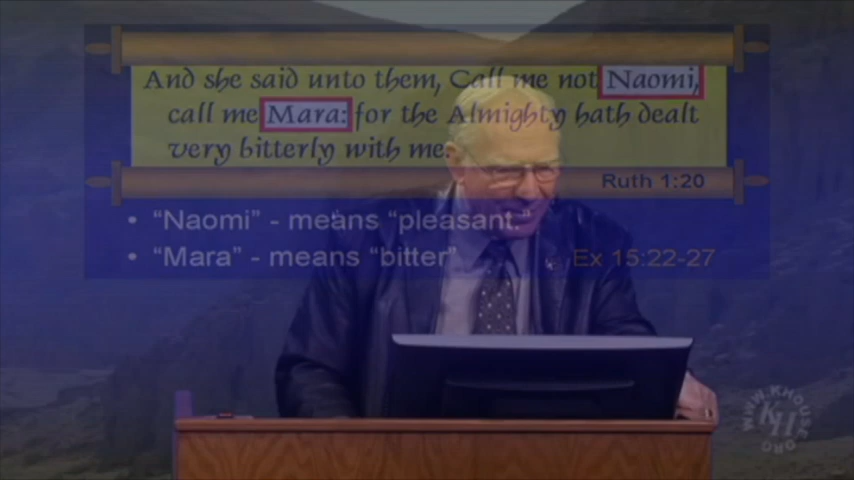 And she said unto them, Call me not Naomi,
call me Mara: for the Almighty hath dealt
very bitterly with me.
Ruth 1:20
• "Naomi" - means "pleasant."
• "Mara" - means "bitter" Ex 15:22-27
WWW.KHOUSE.ORG
KI